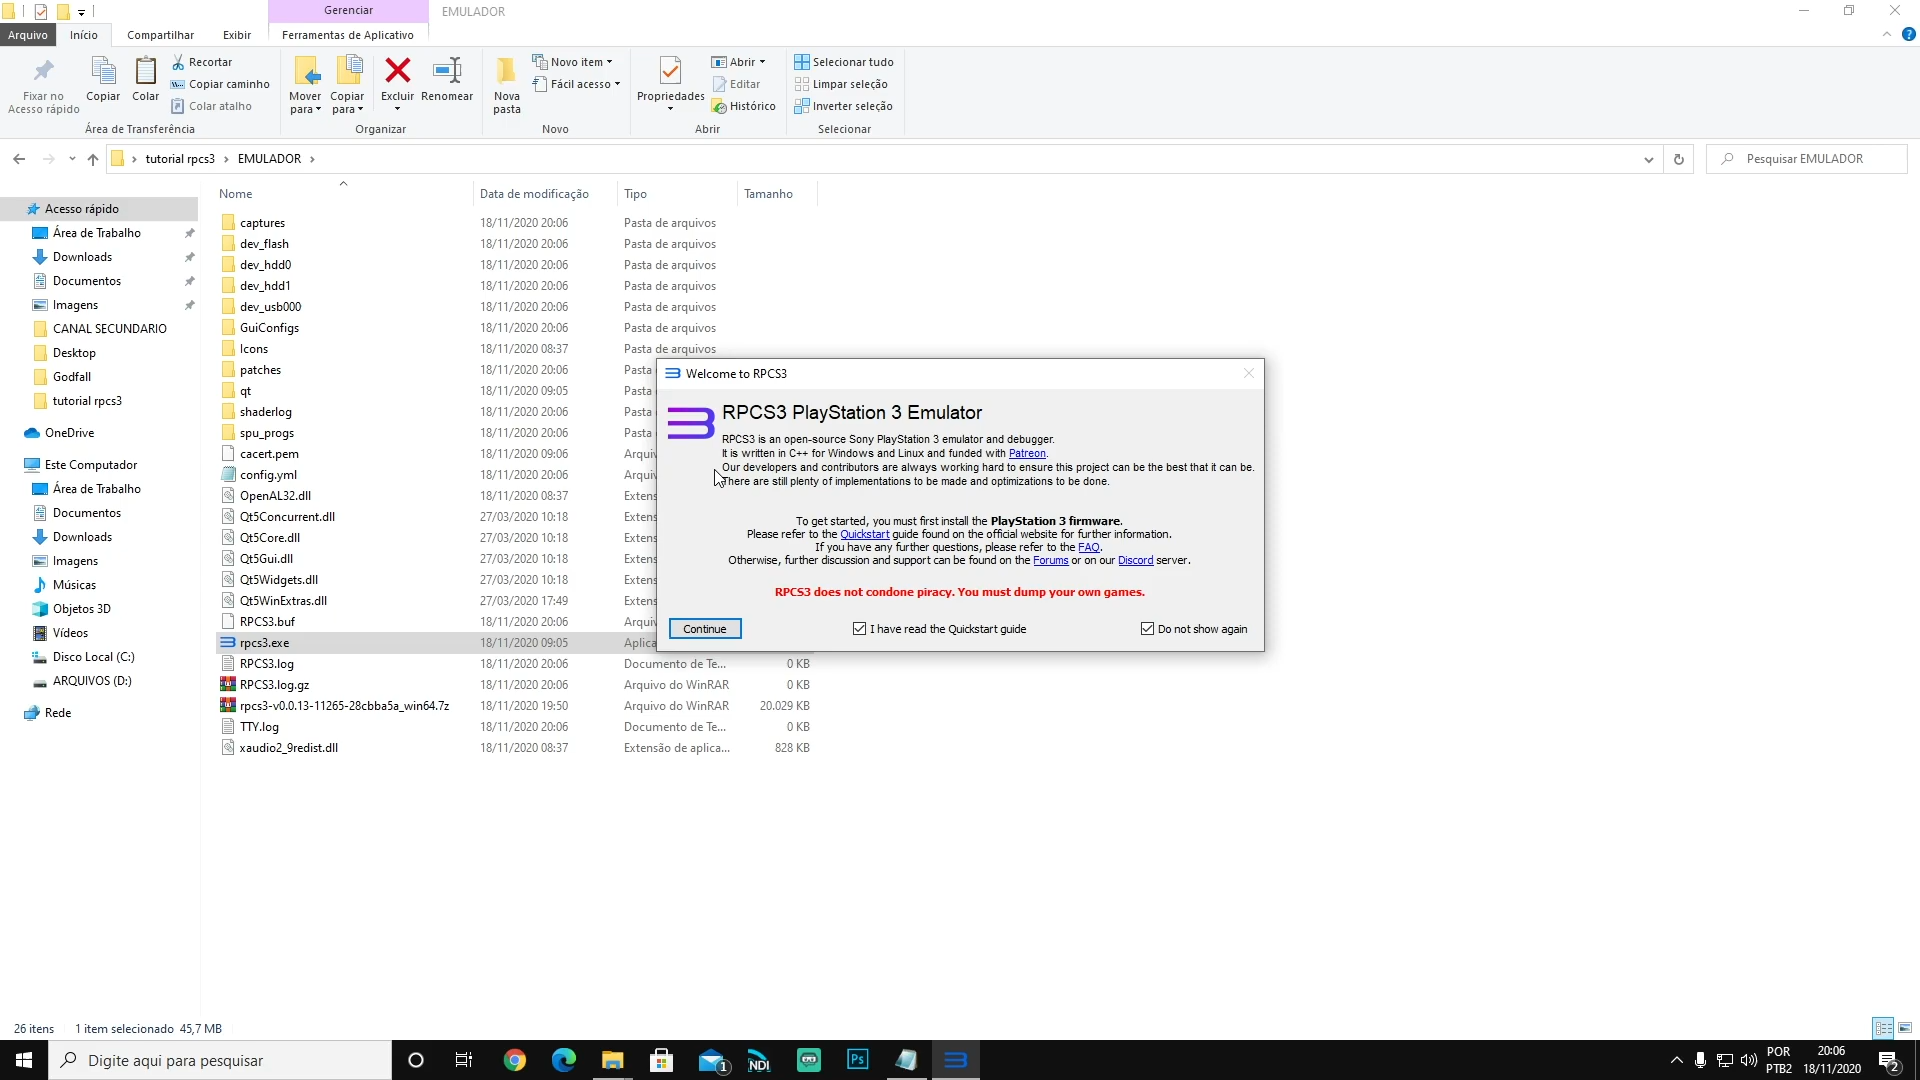 Gerenciar
EMULADOR
Arquivo
Início
Compartilhar
Exibir
Ferramentas de Aplicativo
Fixar no
Acesso rápido
Copiar
Colar
Recortar
Copiar caminho
Colar atalho
Área de Transferência
Mover
para
Copiar
para
Excluir
Renomear
Organizar
Nova
pasta
Novo item
Fácil acesso
Novo
Propriedades
Abrir
Editar
Histórico
Abrir
Selecionar tudo
Limpar seleção
Inverter seleção
Selecionar
tutorial rpcs3 › EMULADOR ›
Pesquisar EMULADOR
Nome
Data de modificação
Tipo
Tamanho
Acesso rápido
Área de Trabalho
Downloads
Documentos
Imagens
CANAL SECUNDARIO
Desktop
Godfall
tutorial rpcs3
OneDrive
Este Computador
Área de Trabalho
Documentos
Downloads
Imagens
Músicas
Objetos 3D
Vídeos
Disco Local (C:)
ARQUIVOS (D:)
Rede
captures 18/11/2020 20:06 Pasta de arquivos
dev_flash 18/11/2020 20:06 Pasta de arquivos
dev_hdd0 18/11/2020 20:06 Pasta de arquivos
dev_hdd1 18/11/2020 20:06 Pasta de arquivos
dev_usb000 18/11/2020 20:06 Pasta de arquivos
GuiConfigs 18/11/2020 20:06 Pasta de arquivos
Icons 18/11/2020 08:37 Pasta de arquivos
patches 18/11/2020 20:06 Pasta
qt 18/11/2020 09:05 Pasta
shaderlog 18/11/2020 20:06 Pasta
spu_progs 18/11/2020 20:06 Pasta
cacert.pem 18/11/2020 20:06 Arquiv
config.yml 18/11/2020 20:06 Arquiv
OpenAL32.dll 18/11/2020 08:37 Extens
Qt5Concurrent.dll 27/03/2020 10:18 Extens
Qt5Core.dll 27/03/2020 10:18 Extens
Qt5Gui.dll 27/03/2020 10:18 Extens
Qt5Widgets.dll 27/03/2020 10:18 Extens
Qt5WinExtras.dll 27/03/2020 17:49 Extens
RPCS3.buf 18/11/2020 20:06 Arquiv
rpcs3.exe 18/11/2020 09:05 Aplica
RPCS3.log 18/11/2020 20:06 Documento de Te... 0 KB
RPCS3.log.gz 18/11/2020 20:06 Arquivo do WinRAR 0 KB
rpcs3-v0.0.13-11265-28cbba5a_win64.7z 18/11/2020 19:50 Arquivo do WinRAR 20.029 KB
TTY.log 18/11/2020 20:06 Documento de Te... 0 KB
xaudio2_9redist.dll 18/11/2020 08:37 Extensão de aplica... 828 KB
Welcome to RPCS3
RPCS3 PlayStation 3 Emulator
RPCS3 is an open-source Sony PlayStation 3 emulator and debugger.
It is written in C++ for Windows and Linux and funded with Patreon.
Our developers and contributors are always working hard to ensure this project can be the best that it can be.
There are still plenty of implementations to be made and optimizations to be done.
To get started, you must first install the PlayStation 3 firmware.
Please refer to the Quickstart guide found on the official website for further information.
If you have any further questions, please refer to the FAQ.
Otherwise, further discussion and support can be found on the Forums or on our Discord server.
RPCS3 does not condone piracy. You must dump your own games.
Continue
I have read the Quickstart guide
Do not show again
26 itens
1 item selecionado 45,7 MB
Digite aqui para pesquisar
1
NDI
Ps
POR
PTB2
20:06
18/11/2020
2